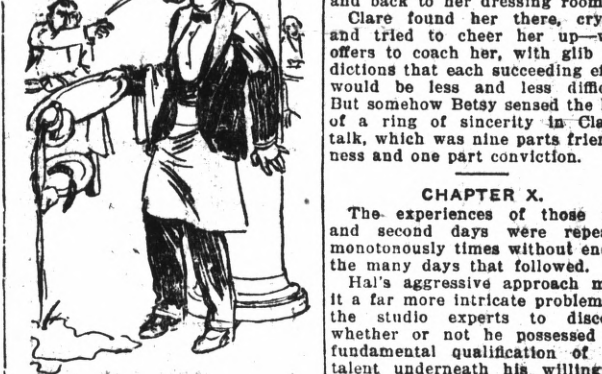 and back to her dressing room
Clare found her there, cry
and tried to cheer her up—
offers to coach her, with glib
dictions that each succeeding ef
would be less and less diffic
But somehow Betsy sensed the
of a ring of sincerity in Cla
talk, which was nine parts frien
ness and one part conviction.
CHAPTER X.
The experiences of those
and second days were repea
monotonously times without end
the many days that followed.
Hal's aggressive approach m
it a far more intricate problem
the studio experts to disco
whether or not he possessed
fundamental qualification of
talent underneath his willing